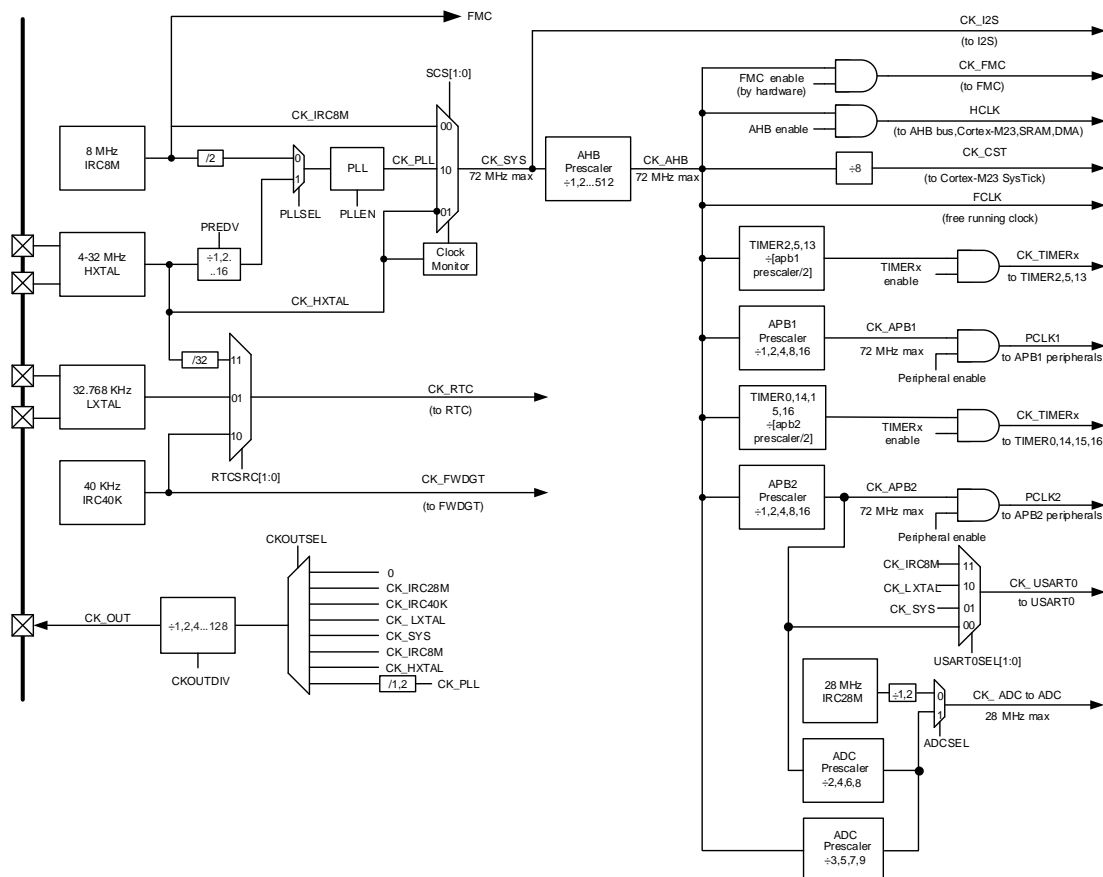 FMC
CK_I2S
(to I2S)
SCS[1:0]
FMC enable
(by hardware)
CK_FMC
(to FMC)
CK_IRC8M
00
AHB enable
HCLK
(to AHB bus,Cortex-M23,SRAM,DMA)
8 MHz
IRC8M
/2
0
1
PLL
CK_PLL
10
CK_SYS
72 MHz max
AHB
Prescaler
÷1,2...512
CK_AHB
72 MHz max
÷8
CK_CST
(to Cortex-M23 SysTick)
PLLSEL
PLLEN
01
FCLK
(free running clock)
PREDV
4-32 MHz
HXTAL
÷1,2..
..16
Clock
Monitor
TIMER2,5,13
÷[apb1
prescaler/2]
TIMERx
enable
CK_TIMERx
to TIMER2,5,13
CK_HXTAL
/32
11
APB1
Prescaler
÷1,2,4,8,16
CK_APB1
72 MHz max
Peripheral enable
PCLK1
to APB1 peripherals
32.768 KHz
LXTAL
01
CK_RTC
(to RTC)
TIMER0,14,1
5,16
÷[apb2
prescaler/2]
TIMERx
enable
CK_TIMERx
to TIMER0,14,15,16
10
RTCSRC[1:0]
40 KHz
IRC40K
CK_FWDGT
(to FWDGT)
APB2
Prescaler
÷1,2,4,8,16
CK_APB2
72 MHz max
Peripheral enable
PCLK2
to APB2 peripherals
CKOUTSEL
0
CK_IRC28M
CK_IRC40K
CK_ LXTAL
CK_SYS
CK_IRC8M
CK_HXTAL
/1,2
CK_PLL
CK_OUT
÷1,2,4...128
CKOUTDIV
CK_IRC8M
11
CK_LXTAL
10
CK_SYS
01
00
CK_USART0
to USART0
USART0SEL[1:0]
28 MHz
IRC28M
÷1,2
0
1
CK_ ADC to ADC
28 MHz max
ADCSEL
ADC
Prescaler
÷2,4,6,8
ADC
Prescaler
÷3,5,7,9